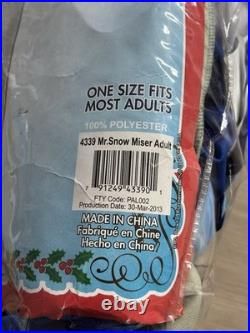 ONE SIZE FITS
MOST ADULTS
100% POLYESTER
4339 Mr.Snow Miser Adult
7 91249 43390 1
FTY Code: PAL002
Production Date: 30-Mar-2013
MADE IN CHINA
Fabriqué en Chine
Hecho en China